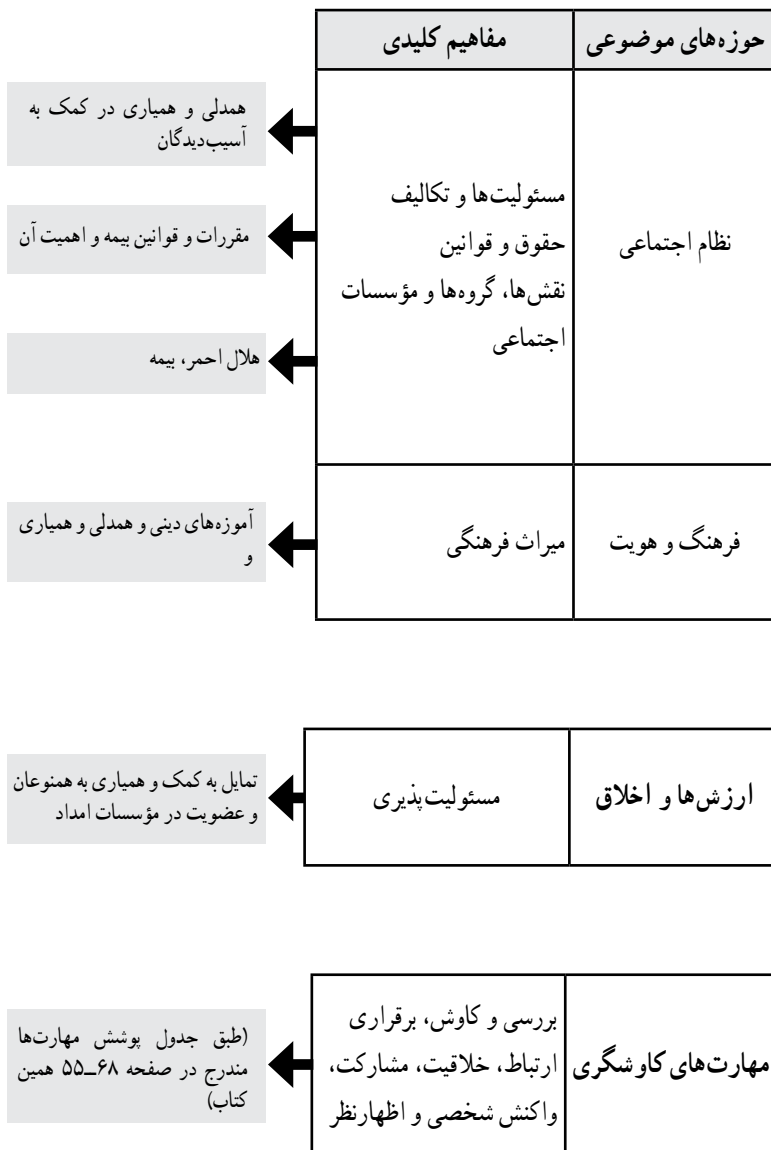 حوزه‌های موضوعی
مفاهیم کلیدی
نظام اجتماعی
مسئولیت‌ها و تکالیف
حقوق و قوانین
نقش‌ها، گروه‌ها و مؤسسات
اجتماعی
همدلی و همیاری در کمک به
آسیب‌دیدگان
مقررات و قوانین بیمه و اهمیت آن
هلال احمر، بیمه
فرهنگ و هویت
میراث فرهنگی
آموزه‌های دینی و همدلی و همیاری
و
ارزش‌ها و اخلاق
مسئولیت‌پذیری
تمایل به کمک و همیاری به همنوعان
و عضویت در مؤسسات امداد
مهارت‌های کاوشگری
بررسی و کاوش، برقراری
ارتباط، خلاقیت، مشارکت،
واکنش شخصی و اظهارنظر
(طبق جدول پوشش مهارت‌ها
مندرج در صفحه ۶۸ــ۵۵ همین
کتاب)